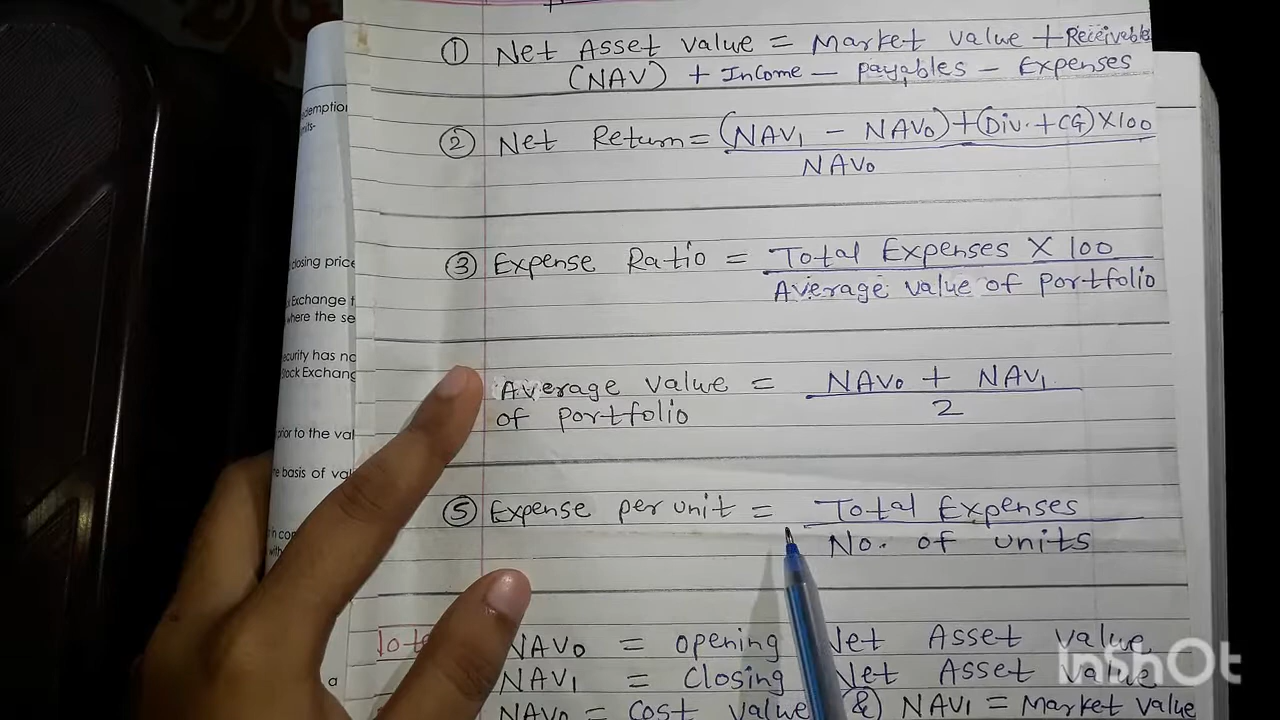 ① Net Asset value = Market value + Receivables
(NAV) + Income – payables – Expenses
② Net Return = (NAV₁ – NAV₀) + (Div. + CG) × 100
NAV₀
③ Expense Ratio = Total Expenses × 100
Average value of portfolio
Average value = NAV₀ + NAV₁
of portfolio 2
⑤ Expense per unit = Total Expenses
No. of units
NAV₀ = opening Net Asset value
NAV₁ = closing Net Asset value
NAV₀ = cost value & NAV₁ = Market value
closing price
Exchange
where the se
ecurity has no
Stock Exchang
prior to the val
basis of val
a
InShOt